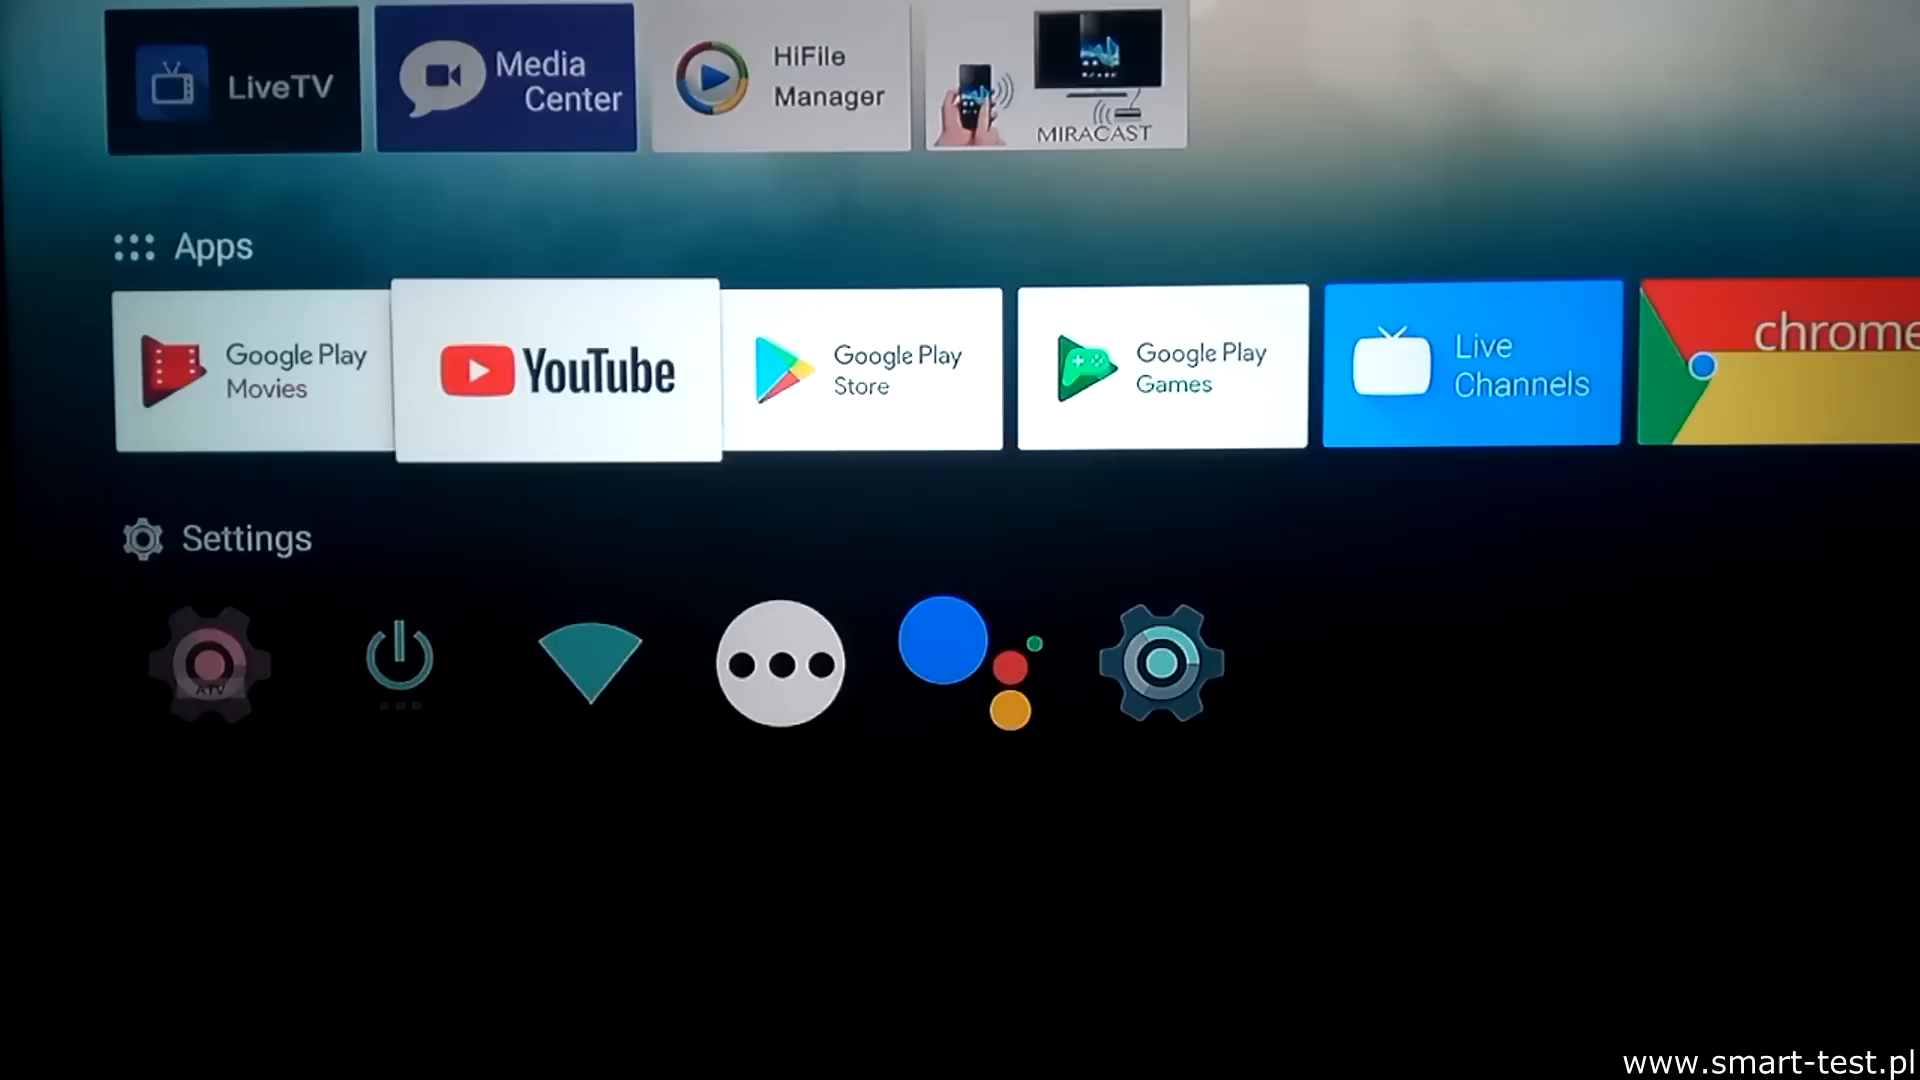 LiveTV
Media
Center
HiFile
Manager
MIRACAST
Apps
Google Play
Movies
YouTube
Google Play
Store
Google Play
Games
Live
Channels
chrome
Settings
ATV
www.smart-test.pl